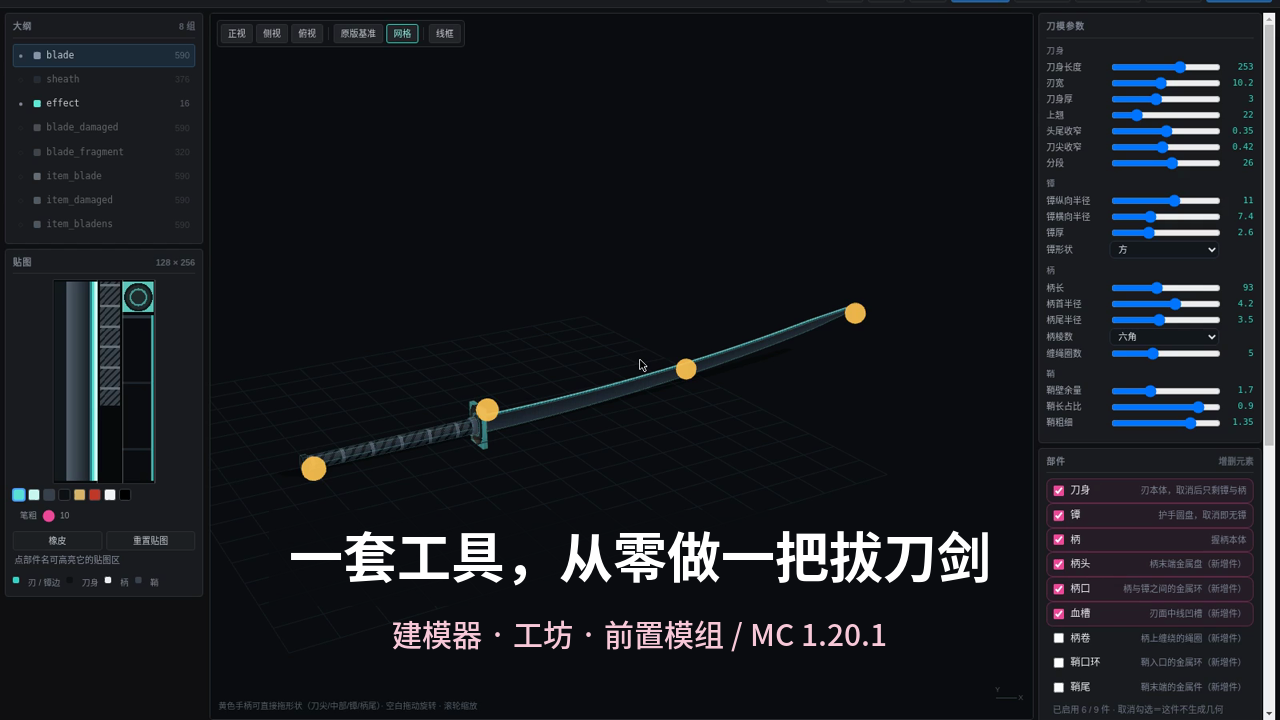 大纲
8 组
blade 590
sheath 376
effect 16
blade_damaged 590
blade_fragment 320
item_blade 590
item_damaged 590
item_bladens 590
贴图
128 × 256
笔粗 10
橡皮
重置贴图
点部件名可高亮它的贴图区
刃 / 镡边 刀身 柄 鞘
正视 侧视 俯视 原版基准 网格 线框
一套工具，从零做一把拔刀剑
建模器 · 工坊 · 前置模组 / MC 1.20.1
黄色手柄可直接拖形状（刀尖/中部/镡/柄尾）· 空白拖动旋转 · 滚轮缩放
Y
X
刀模参数
刀身
刀身长度 253
刃宽 10.2
刀身厚 3
上翘 22
头尾收窄 0.35
刀尖收窄 0.42
分段 26
镡
镡纵向半径 11
镡横向半径 7.4
镡厚 2.6
镡形状 方
柄
柄长 93
柄首半径 4.2
柄尾半径 3.5
柄棱数 六角
缠绳圈数 5
鞘
鞘壁余量 1.7
鞘长占比 0.9
鞘粗细 1.35
部件
增删元素
刀身 刃本体，取消后只剩镡与柄
镡 护手圆盘，取消即无镡
柄 握柄本体
柄头 柄末端金属盘（新增件）
柄口 柄与镡之间的金属环（新增件）
血槽 刃面中线凹槽（新增件）
柄卷 柄上缠绕的绳圈（新增件）
鞘口环 鞘入口的金属环（新增件）
鞘尾 鞘末端的金属件（新增件）
已启用 6 / 9 件 · 取消勾选＝这件不生成几何